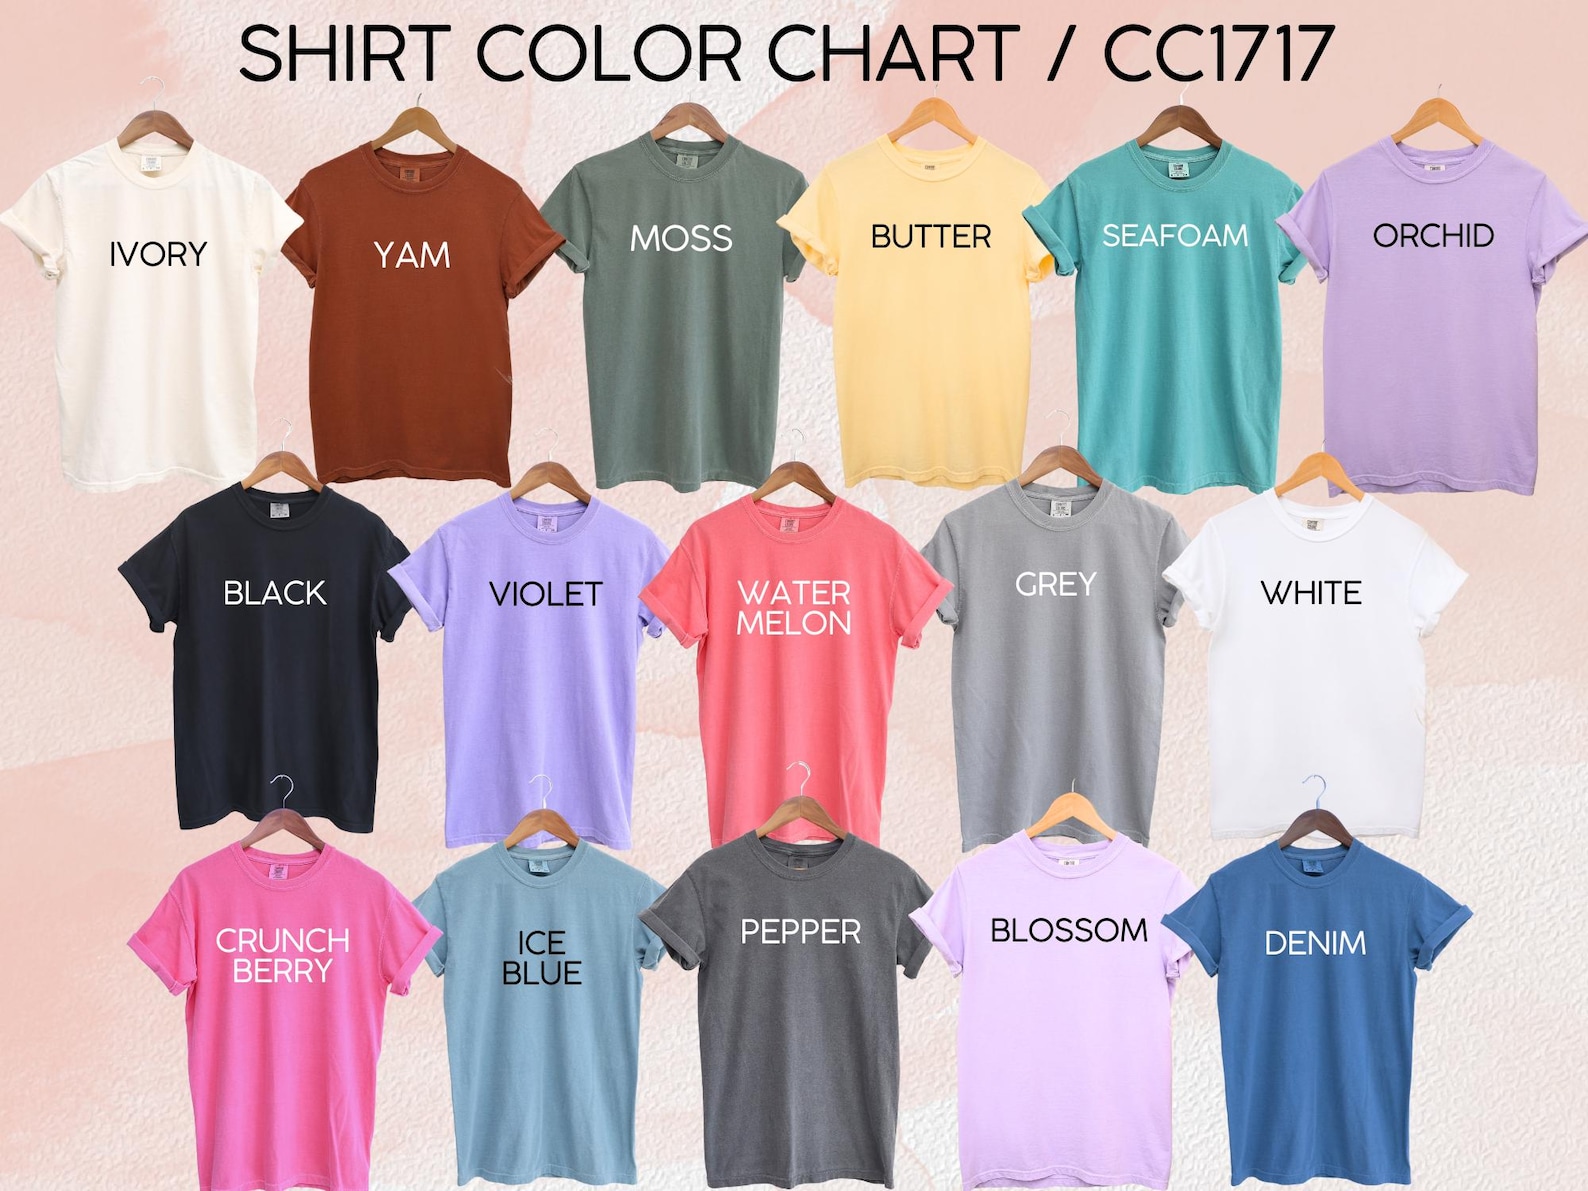 SHIRT COLOR CHART / CC1717
IVORY
YAM
MOSS
BUTTER
SEAFOAM
ORCHID
BLACK
VIOLET
WATER
MELON
GREY
WHITE
CRUNCH
BERRY
ICE
BLUE
PEPPER
BLOSSOM
DENIM